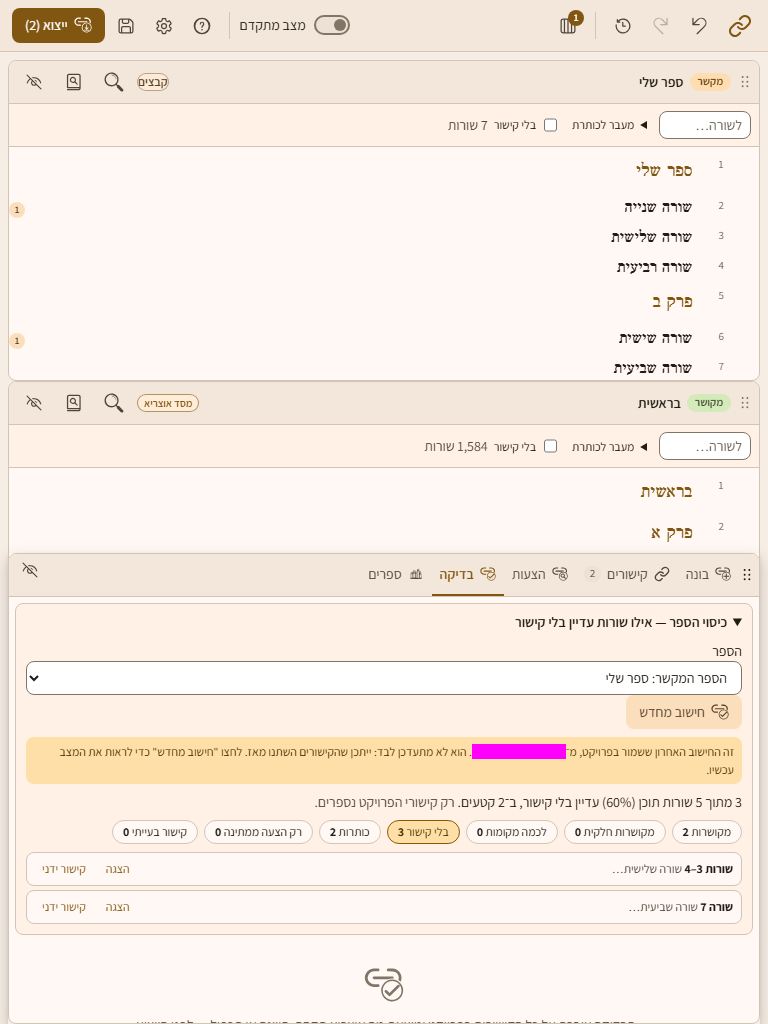 1
מצב מתקדם
ייצוא (2)
מקשר ספר שלי קבצים
לשורה… מעבר לכותרת בלי קישור 7 שורות
1 ספר שלי
2 שורה שנייה 1
3 שורה שלישית
4 שורה רביעית
5 פרק ב
6 שורה שישית 1
7 שורה שביעית
מקושר בראשית מסד אוצריא
לשורה… מעבר לכותרת בלי קישור 1,584 שורות
1 בראשית
2 פרק א
בונה קישורים 2 הצעות בדיקה ספרים
כיסוי הספר — אילו שורות עדיין בלי קישור
הספר
הספר המקשר: ספר שלי
חישוב מחדש
זה החישוב האחרון ששמור בפרויקט, מ־. הוא לא מתעדכן לבד: ייתכן שהקישורים השתנו מאז. לחצו "חישוב מחדש" כדי לראות את המצב
עכשיו.
3 מתוך 5 שורות תוכן (60%) עדיין בלי קישור, ב־2 קטעים. רק קישורי הפרויקט נספרים.
מקושרות 2 מקושרות חלקית 0 לכמה מקומות 0 בלי קישור 3 כותרות 2 רק הצעה ממתינה 0 קישור בעייתי 0
שורות 3–4 שורה שלישית… הצגה קישור ידני
שורה 7 שורה שביעית… הצגה קישור ידני